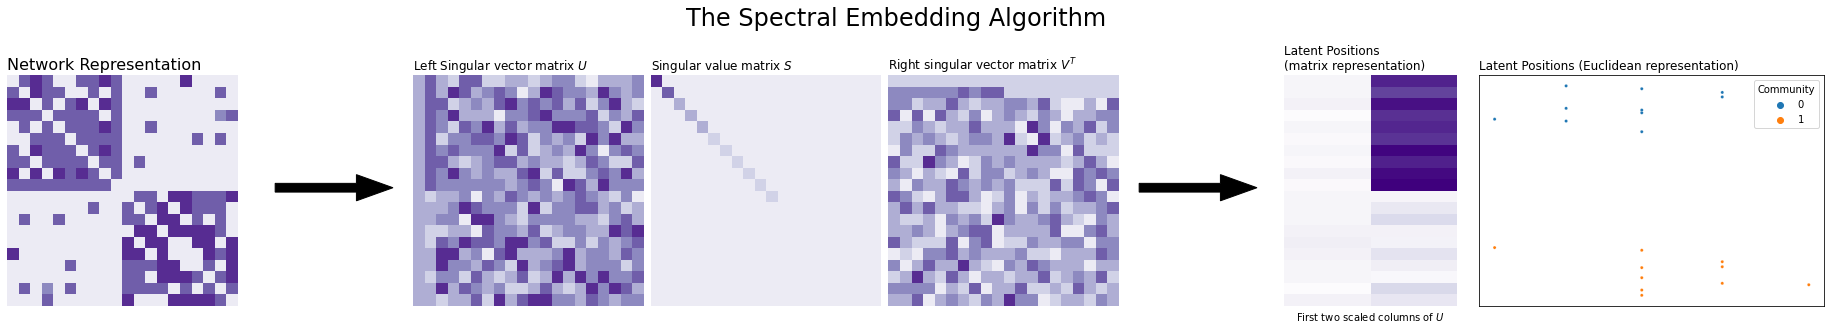 The Spectral Embedding Algorithm
Network Representation
Left Singular vector matrix U
Singular value matrix S
Right singular vector matrix V^T
Latent Positions
(matrix representation)
First two scaled columns of U
Latent Positions (Euclidean representation)
Community
0
1